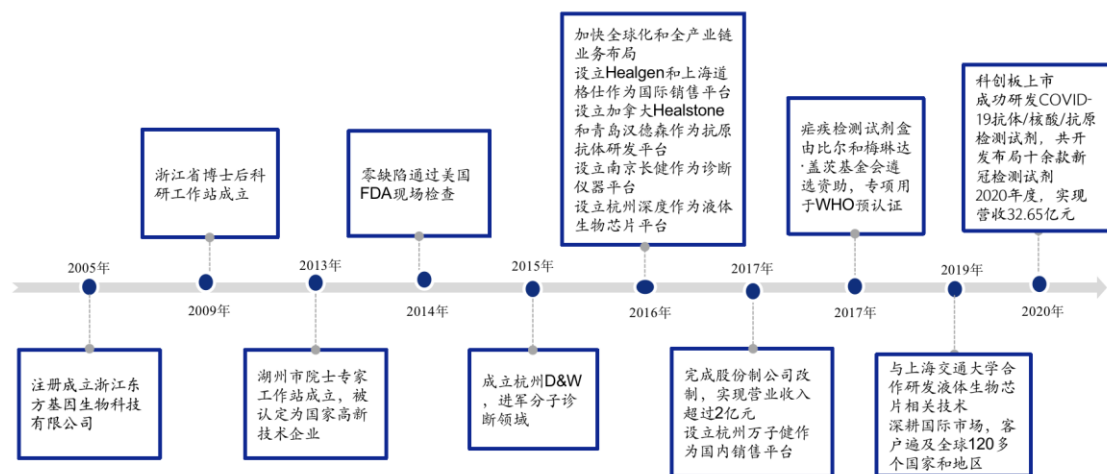 加快全球化和全产业链
业务布局
设立Healgen和上海道
格仕作为国际销售平台
设立加拿大Healstone
和青岛汉德森作为抗原
抗体研发平台
设立南京长健作为诊断
仪器平台
设立杭州深度作为液体
生物芯片平台
科创板上市
成功研发COVID-
19抗体/核酸/抗原
检测试剂，共开
发布局十余款新
冠检测试剂
2020年度，实现
营收32.65亿元
疟疾检测试剂盒
由比尔和梅琳达
·盖茨基金会遴
选资助，专项用
于WHO预认证
浙江省博士后科
研工作站成立
零缺陷通过美国
FDA现场检查
2005年
2013年
2015年
2017年
2019年
2009年
2014年
2016年
2017年
2020年
注册成立浙江东
方基因生物科技
有限公司
湖州市院士专家
工作站成立，被
认定为国家高新
技术企业
成立杭州D&W
，进军分子诊
断领域
完成股份制公司
改制，实现营业收入
超过2亿元
设立杭州万子健作
为国内销售平台
与上海交通大学合
作研发液体生物芯
片相关技术
深耕国际市场，客
户遍及全球120多
个国家和地区